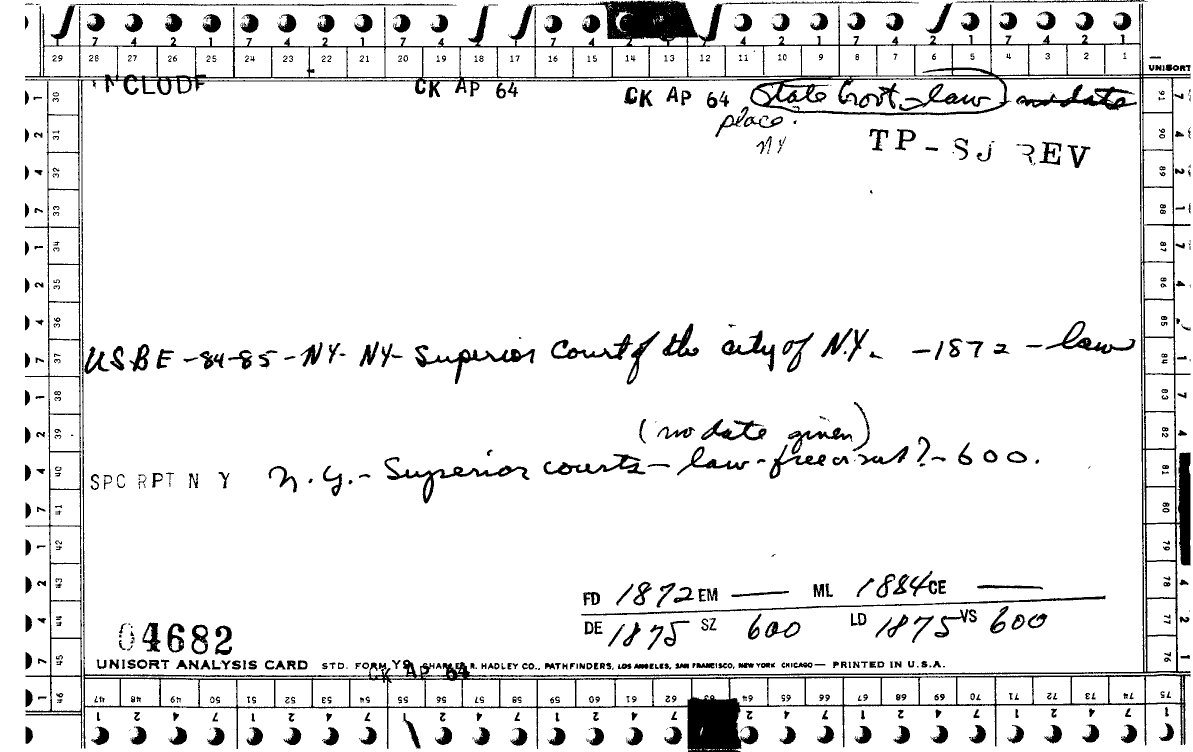 7 4 2 1 7 4 2 1 7 4 2 1 7 4 2 1 7 4 2 1 7 4 2 1 7 4 2 1
29 28 27 26 25 24 23 22 21 20 19 18 17 16 15 14 13 12 11 10 9 8 7 6 5 4 3 2 1
UNISORT
CK AP 64
CK AP 64 State Govt - law - no date
place?
NY
TP - SJ REV
USBE - 84-85 - NY - NY - Superior Court of the city of N.Y. - 1872 - law
(no date given)
SPC RPT N Y N.Y. - Superior courts - law - free or sub? - 600.
FD 1872 EM — ML 1884 CE —
DE 1875 SZ 600 LD 1875 VS 600
04682
UNISORT ANALYSIS CARD STD. FORM Y9 CHARLES R. HADLEY CO., PATHFINDERS, LOS ANGELES, SAN FRANCISCO, NEW YORK CHICAGO — PRINTED IN U.S.A.
CK AP 64
30 31 32 33 34 35 36 37 38 39 40 41 42 43 44 45 46
91 90 89 88 87 86 85 84 83 82 81 80 79 78 77 76 75
47 48 49 50 51 52 53 54 55 56 57 58 59 60 61 62 63 64 65 66 67 68 69 70 71 72 73 74